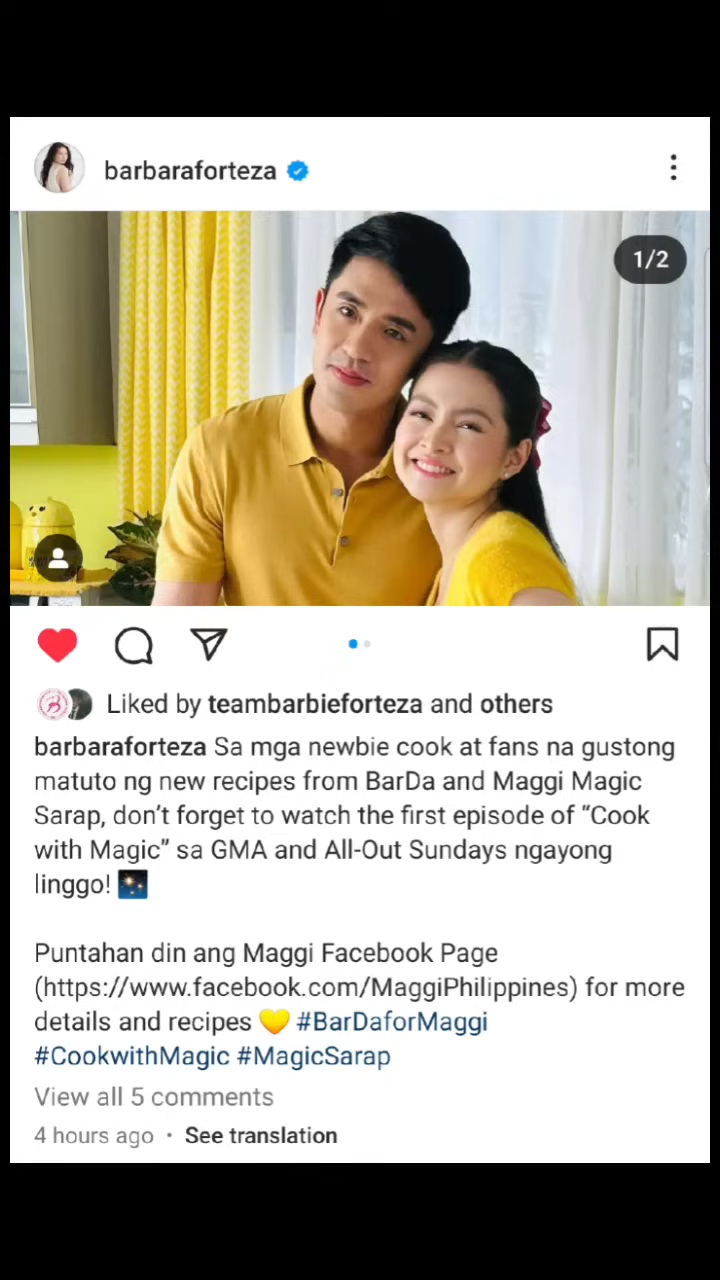 barbaraforteza
1/2
Liked by teambarbieforteza and others
barbaraforteza Sa mga newbie cook at fans na gustong
matuto ng new recipes from BarDa and Maggi Magic
Sarap, don't forget to watch the first episode of “Cook
with Magic” sa GMA and All-Out Sundays ngayong
linggo! 🎇
Puntahan din ang Maggi Facebook Page
(https://www.facebook.com/MaggiPhilippines) for more
details and recipes 💛 #BarDaforMaggi
#CookwithMagic #MagicSarap
View all 5 comments
4 hours ago • See translation